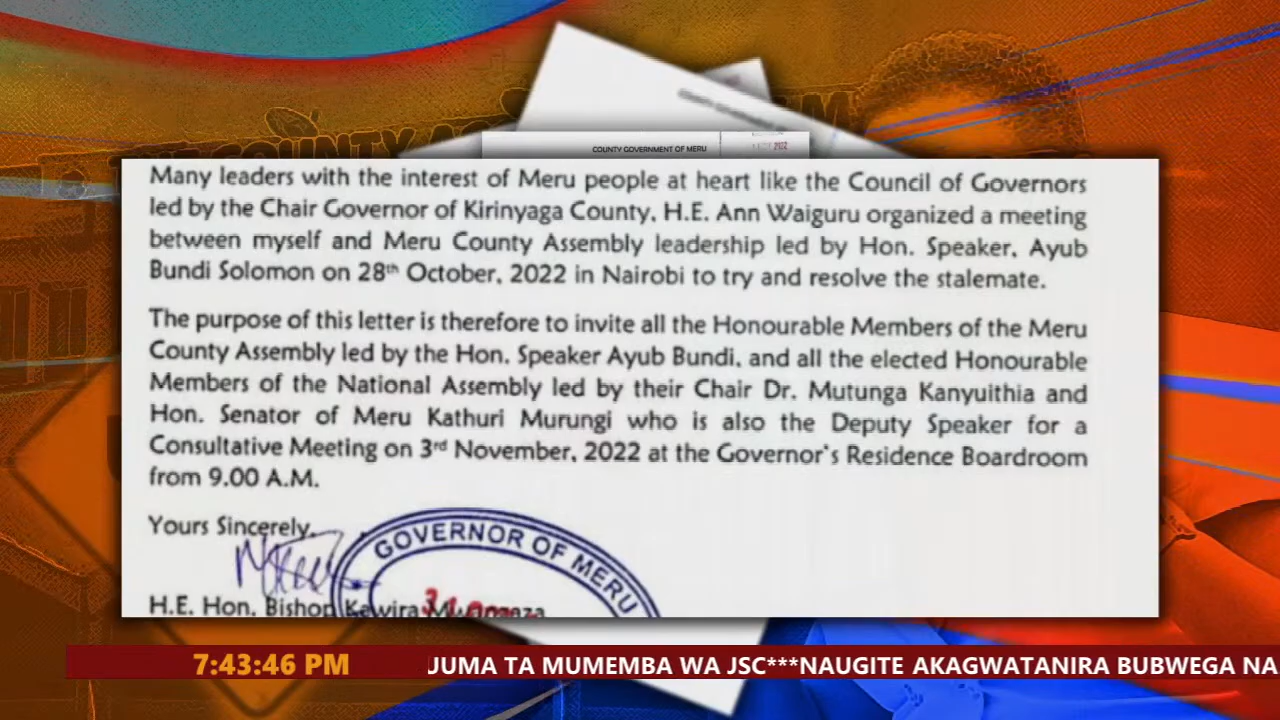 COUNTY GOVERNMENT OF MERU
2022
Many leaders with the interest of Meru people at heart like the Council of Governors
led by the Chair Governor of Kirinyaga County, H.E. Ann Waiguru organized a meeting
between myself and Meru County Assembly leadership led by Hon. Speaker, Ayub
Bundi Solomon on 28th October, 2022 in Nairobi to try and resolve the stalemate.
The purpose of this letter is therefore to invite all the Honourable Members of the Meru
County Assembly led by the Hon. Speaker Ayub Bundi, and all the elected Honourable
Members of the National Assembly led by their Chair Dr. Mutunga Kanyuithia and
Hon. Senator of Meru Kathuri Murungi who is also the Deputy Speaker for a
Consultative Meeting on 3rd November, 2022 at the Governor's Residence Boardroom
from 9.00 A.M.
Yours Sincerely,
GOVERNOR OF MERU
H.E. Hon. Bishop Kawira Mwangaza
7:43:46 PM
JUMA TA MUMEMBA WA JSC***NAUGITE AKAGWATANIRA BUBWEGA NA